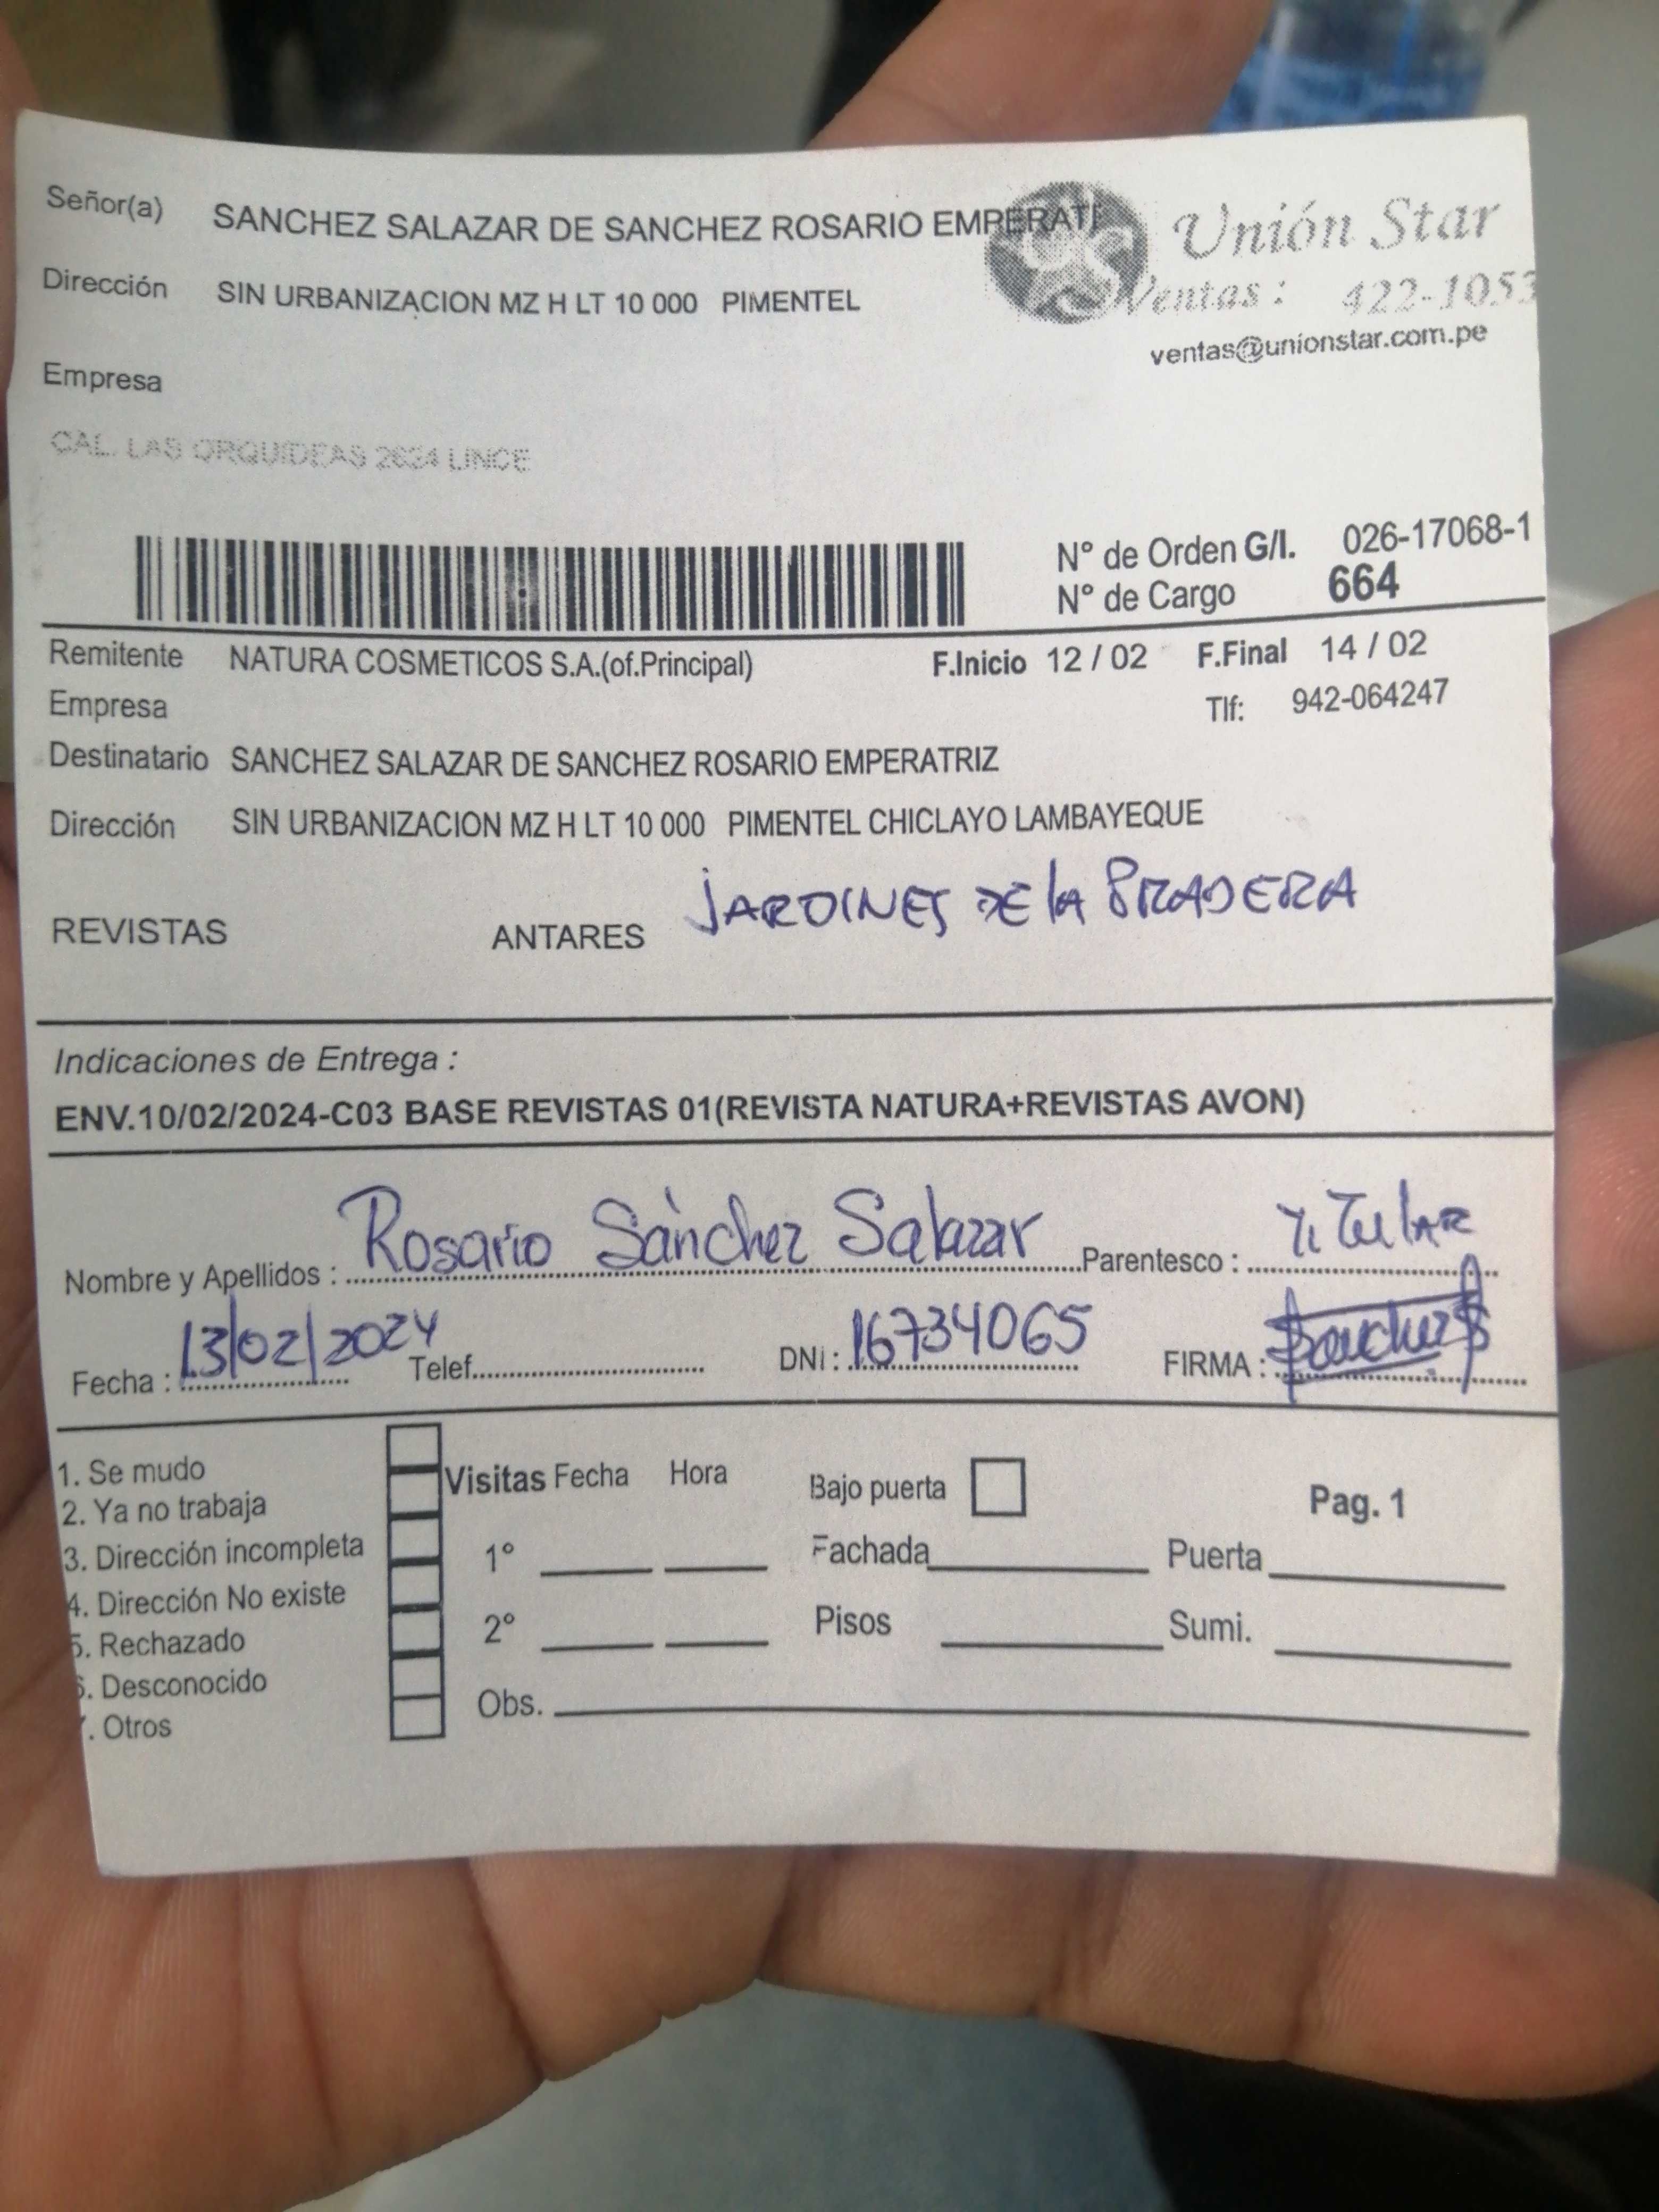 Señor(a) SANCHEZ SALAZAR DE SANCHEZ ROSARIO EMPERATI
Unión Star
Dirección SIN URBANIZACION MZ H LT 10 000 PIMENTEL
Ventas : 422-1053
ventas@unionstar.com.pe
Empresa
CAL. LAS ORQUIDEAS 2634 LINCE
N° de Orden G/I. 026-17068-1
N° de Cargo 664
Remitente NATURA COSMETICOS S.A.(of.Principal) F.Inicio 12 / 02 F.Final 14 / 02
Empresa Tlf: 942-064247
Destinatario SANCHEZ SALAZAR DE SANCHEZ ROSARIO EMPERATRIZ
Dirección SIN URBANIZACION MZ H LT 10 000 PIMENTEL CHICLAYO LAMBAYEQUE
REVISTAS ANTARES JARDINES DE lA PRADERA
Indicaciones de Entrega :
ENV.10/02/2024-C03 BASE REVISTAS 01(REVISTA NATURA+REVISTAS AVON)
Nombre y Apellidos : Rosario Sánchez Salazar Parentesco : TiTulAR
Fecha : 13/02/2024 Telef. DNi : 16734065 FIRMA :
1. Se mudo
2. Ya no trabaja
3. Dirección incompleta
4. Dirección No existe
5. Rechazado
6. Desconocido
. Otros
Visitas Fecha Hora
1°
2°
Obs.
Bajo puerta
Fachada
Pisos
Pag. 1
Puerta
Sumi.